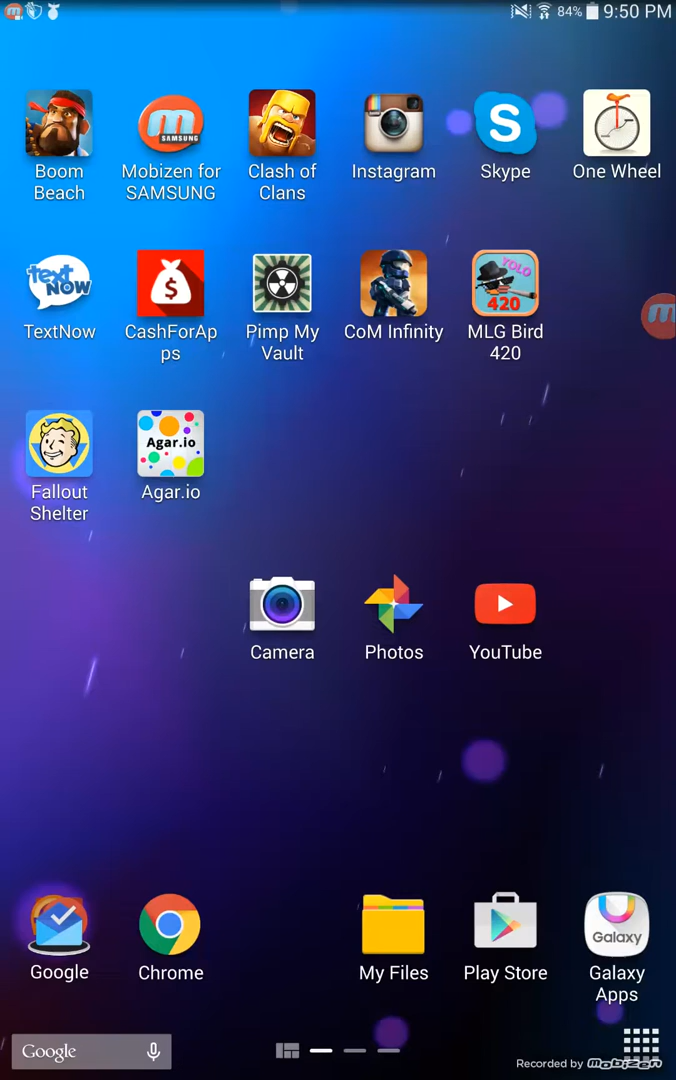 84% 9:50 PM
Boom Beach
Mobizen for SAMSUNG
Clash of Clans
Instagram
Skype
One Wheel
m SAMSUNG
S
text NOW
$
YOLO
420
TextNow
CashForApps
Pimp My Vault
CoM Infinity
MLG Bird 420
m
Agar.io
Fallout Shelter
Agar.io
Camera
Photos
YouTube
Galaxy
Google
Chrome
My Files
Play Store
Galaxy Apps
Google
Recorded by mobizen